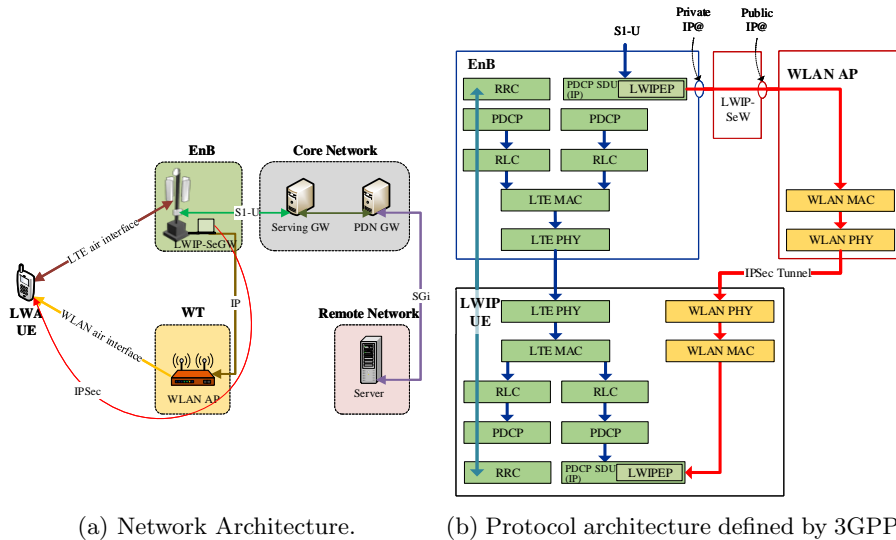 EnB
Core Network
S1-U
Serving GW
PDN GW
LWIP-SeGW
LTE air interface
LWA
UE
WLAN air interface
IP
SGi
WT
Remote Network
IPSec
WLAN AP
Server
(a) Network Architecture.
Private
IP@
Public
IP@
S1-U
EnB
WLAN AP
RRC
PDCP SDU
(IP)
LWIPEP
LWIP-
SeW
PDCP
PDCP
RLC
RLC
LTE MAC
WLAN MAC
LTE PHY
WLAN PHY
IPSec Tunnel
LWIP
UE
LTE PHY
WLAN PHY
LTE MAC
WLAN MAC
RLC
RLC
PDCP
PDCP
RRC
PDCP SDU
(IP)
LWIPEP
(b) Protocol architecture defined by 3GPP